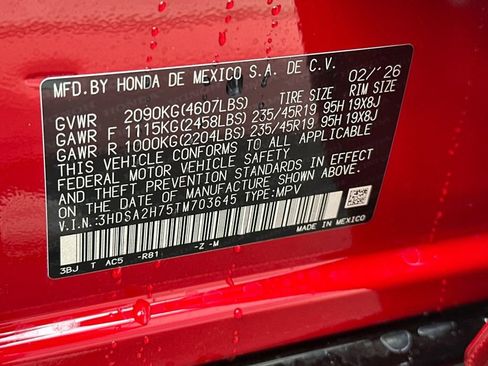 MFD.BY HONDA DE MEXICO S.A. DE C.V. 02/'26
GVWR 2090KG(4607LBS) TIRE SIZE RIM SIZE
GAWR F 1115KG(2458LBS) 235/45R19 95H 19X8J
GAWR R 1000KG(2204LBS) 235/45R19 95H 19X8J
THIS VEHICLE CONFORMS TO ALL APPLICABLE
FEDERAL MOTOR VEHICLE SAFETY
AND THEFT PREVENTION STANDARDS IN EFFECT
ON THE DATE OF MANUFACTURE SHOWN ABOVE.
V.I.N.:3HDSA2H75TM703645 TYPE:MPV
MADE IN MEXICO
3BJ T AC5 -R81 -Z -M